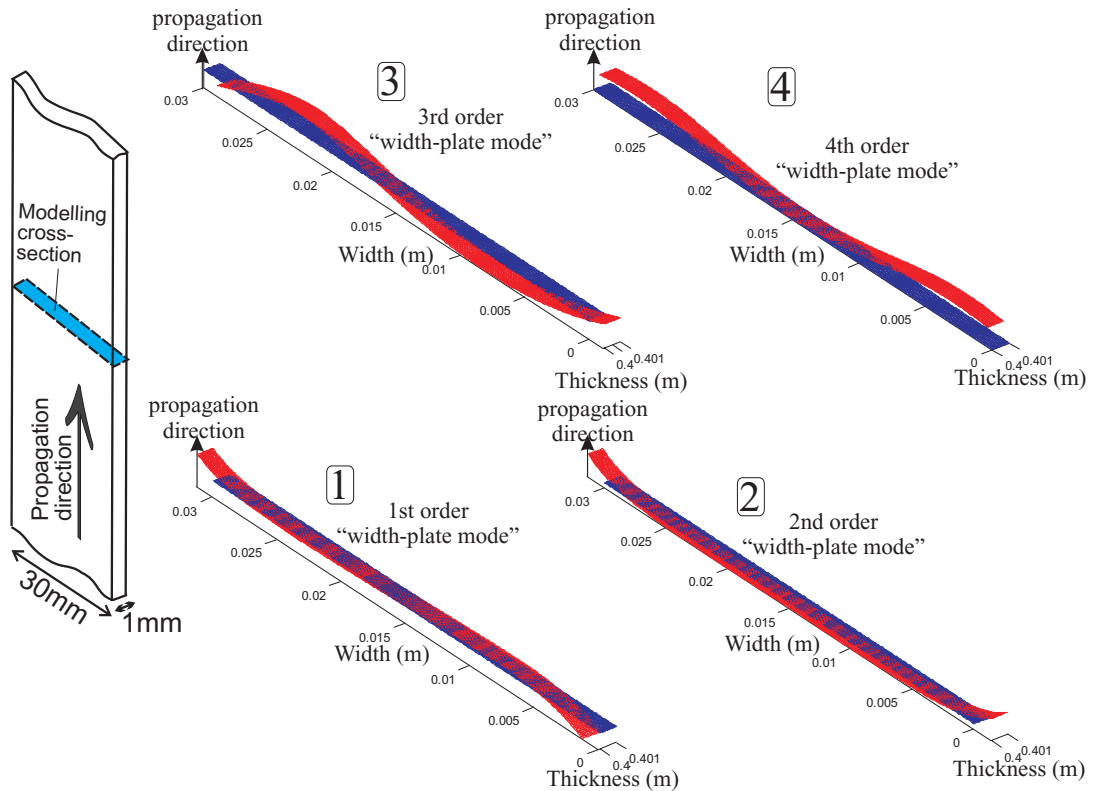 propagation
direction
3
3rd order
“width-plate mode”
0.03
0.025
0.02
0.015
0.01
0.005
0
Width (m)
0.4
0.401
Thickness (m)
propagation
direction
4
4th order
“width-plate mode”
0.03
0.025
0.02
0.015
0.01
0.005
0
Width (m)
0.4
0.401
Thickness (m)
Modelling
cross-
section
Propagation
direction
30mm
1mm
propagation
direction
1
1st order
“width-plate mode”
0.03
0.025
0.02
0.015
0.01
0.005
0
Width (m)
0.4
0.401
Thickness (m)
propagation
direction
2
2nd order
“width-plate mode”
0.03
0.025
0.02
0.015
0.01
0.005
0
Width (m)
0.4
0.401
Thickness (m)